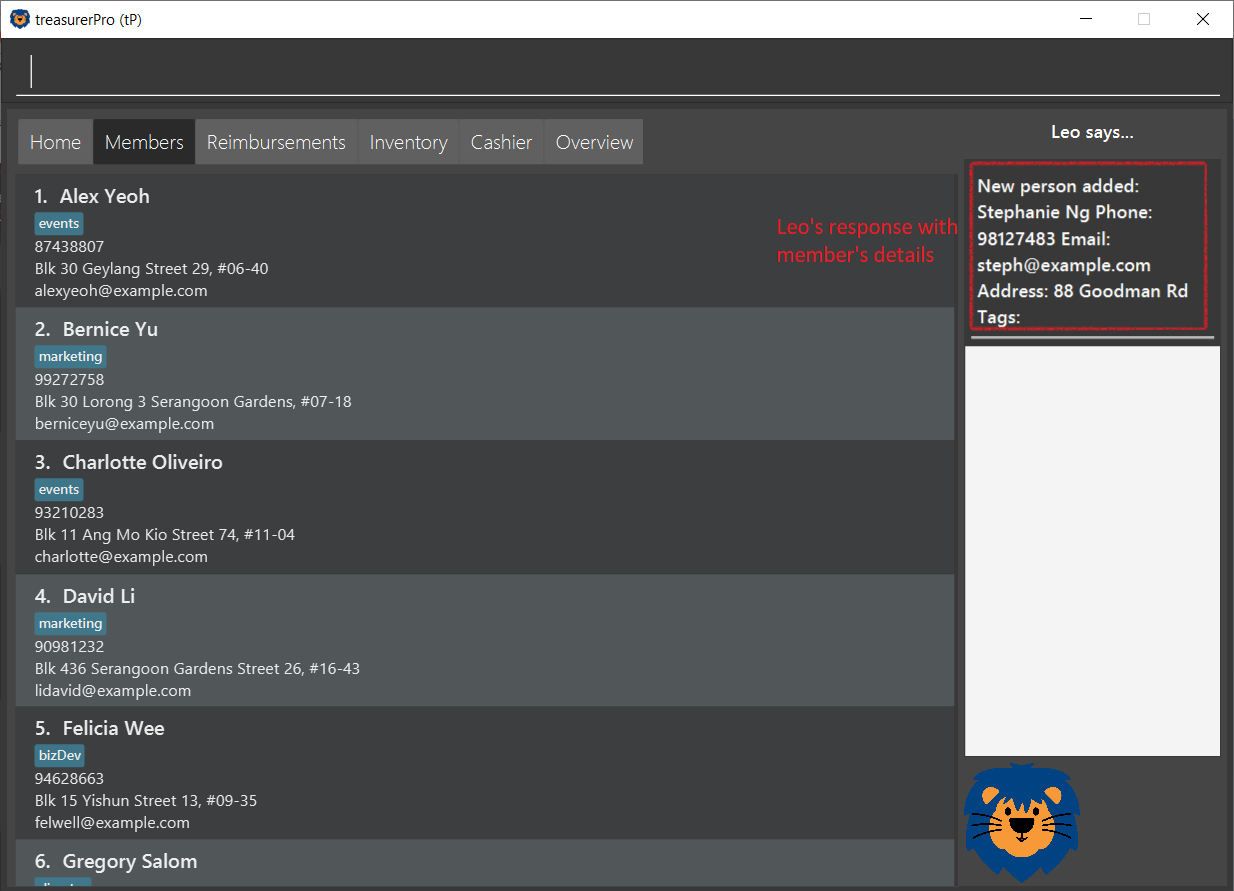 treasurerPro (tP)
Home Members Reimbursements Inventory Cashier Overview
Leo says...
1. Alex Yeoh
events
87438807
Blk 30 Geylang Street 29, #06-40
alexyeoh@example.com
2. Bernice Yu
marketing
99272758
Blk 30 Lorong 3 Serangoon Gardens, #07-18
berniceyu@example.com
3. Charlotte Oliveiro
events
93210283
Blk 11 Ang Mo Kio Street 74, #11-04
charlotte@example.com
4. David Li
marketing
90981232
Blk 436 Serangoon Gardens Street 26, #16-43
lidavid@example.com
5. Felicia Wee
bizDev
94628663
Blk 15 Yishun Street 13, #09-35
felwell@example.com
6. Gregory Salom
Leo's response with
member's details
New person added:
Stephanie Ng Phone:
98127483 Email:
steph@example.com
Address: 88 Goodman Rd
Tags: